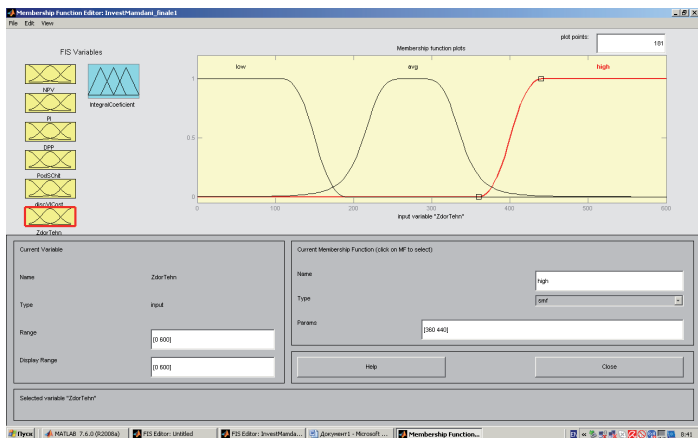 Membership Function Editor: InvestMamdani_finale1
File Edit View
FIS Variables
NPV
PI
DPP
PodSChit
discVlCost
ZdorTehn
IntegralCoeficient
plot points:
181
Membership function plots
low avg high
1
0.5
0
0 100 200 300 400 500 600
input variable "ZdorTehn"
Current Variable
Name ZdorTehn
Type input
Range [0 600]
Display Range [0 600]
Current Membership Function (click on MF to select)
Name high
Type smf
Params [360 440]
Help Close
Selected variable "ZdorTehn"
Пуск MATLAB 7.6.0 (R2008a) FIS Editor: Untitled FIS Editor: InvestMamda... Документ1 - Microsoft ... Membership Function... 8:41